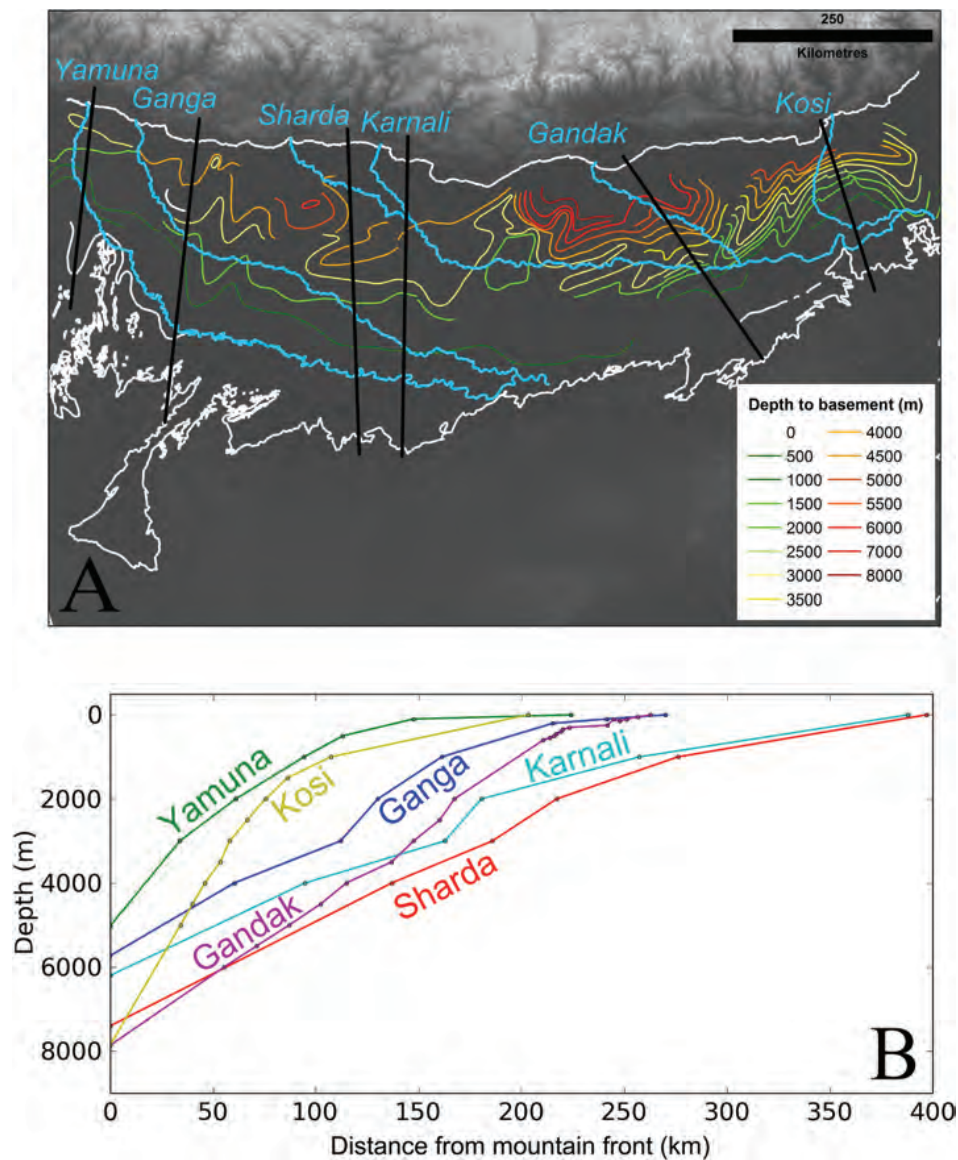 250
Kilometres
Yamuna
Ganga
Sharda
Karnali
Gandak
Kosi
Depth to basement (m)
0 4000
500 4500
1000 5000
1500 5500
2000 6000
2500 7000
3000 8000
3500
A
0
2000
4000
6000
8000
Depth (m)
Yamuna
Kosi
Ganga
Karnali
Gandak
Sharda
B
0 50 100 150 200 250 300 350 400
Distance from mountain front (km)